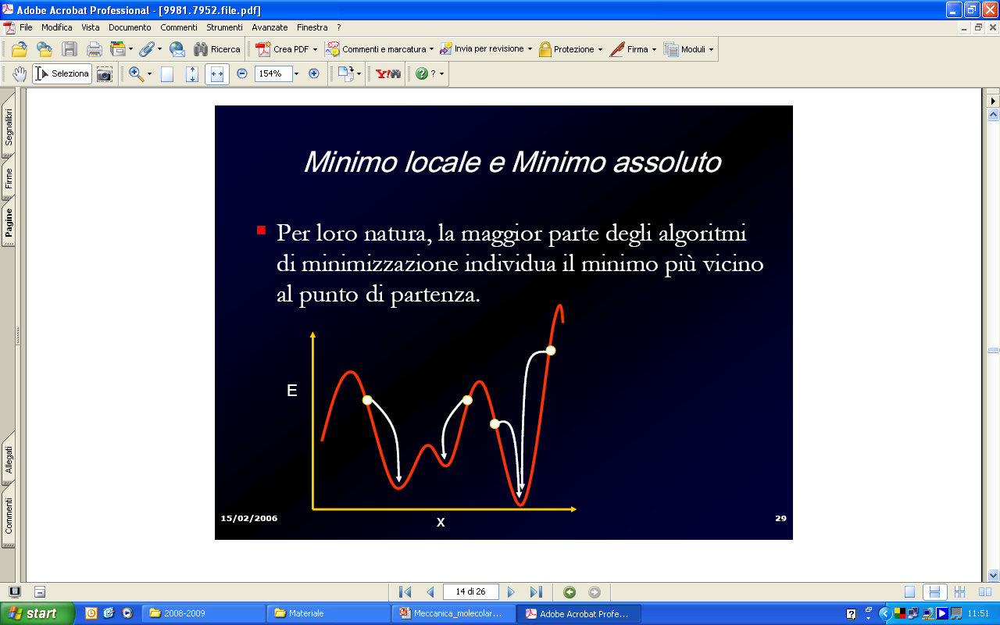 Adobe Acrobat Professional - [9981.7952.file.pdf]
File Modifica Vista Documento Commenti Strumenti Avanzate Finestra ?
Ricerca Crea PDF Commenti e marcatura Invia per revisione Protezione Firma Moduli
Seleziona 154% Y! ?
Segnalibri
Firme
Pagine
Allegati
Commenti
Minimo locale e Minimo assoluto
Per loro natura, la maggior parte degli algoritmi
di minimizzazione individua il minimo più vicino
al punto di partenza.
E
x
15/02/2006 29
14 di 26
start 2008-2009 Materiale Meccanica_molecolar... Adobe Acrobat Profe... 11:51